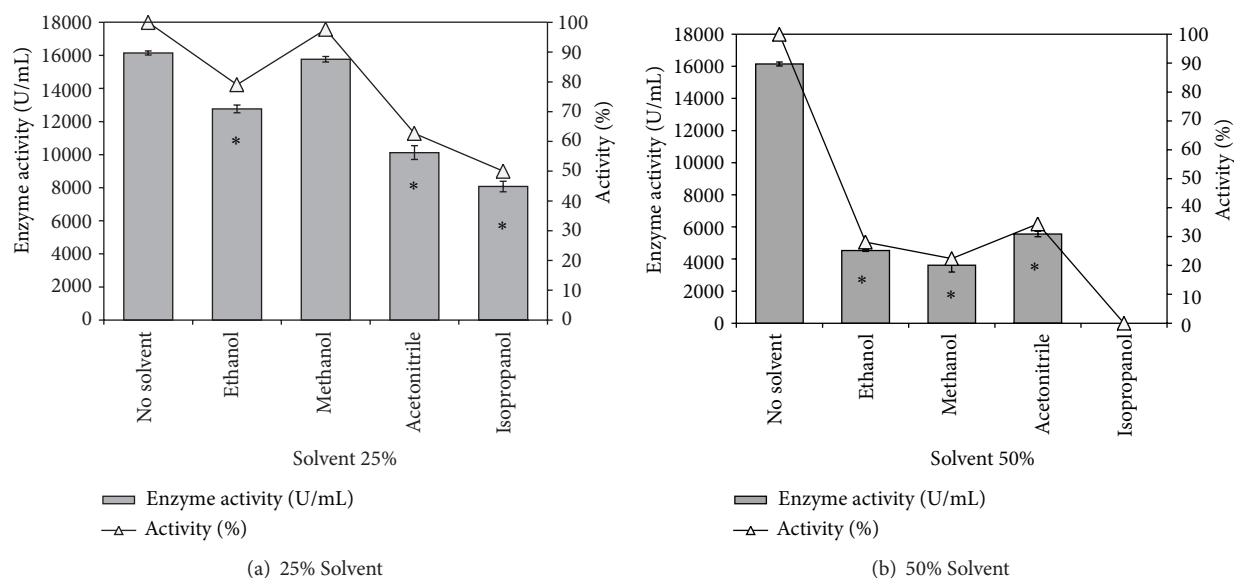 Enzyme activity (U/mL)
18000
16000
14000
12000
10000
8000
6000
4000
2000
0
*
*
*
100
90
80
70
60
50
40
30
20
10
0
Activity (%)
No solvent
Ethanol
Methanol
Acetonitrile
Isopropanol
Solvent 25%
Enzyme activity (U/mL)
Activity (%)
(a) 25% Solvent
Enzyme activity (U/mL)
18000
16000
14000
12000
10000
8000
6000
4000
2000
0
*
*
*
100
90
80
70
60
50
40
30
20
10
0
Activity (%)
No solvent
Ethanol
Methanol
Acetonitrile
Isopropanol
Solvent 50%
Enzyme activity (U/mL)
Activity (%)
(b) 50% Solvent